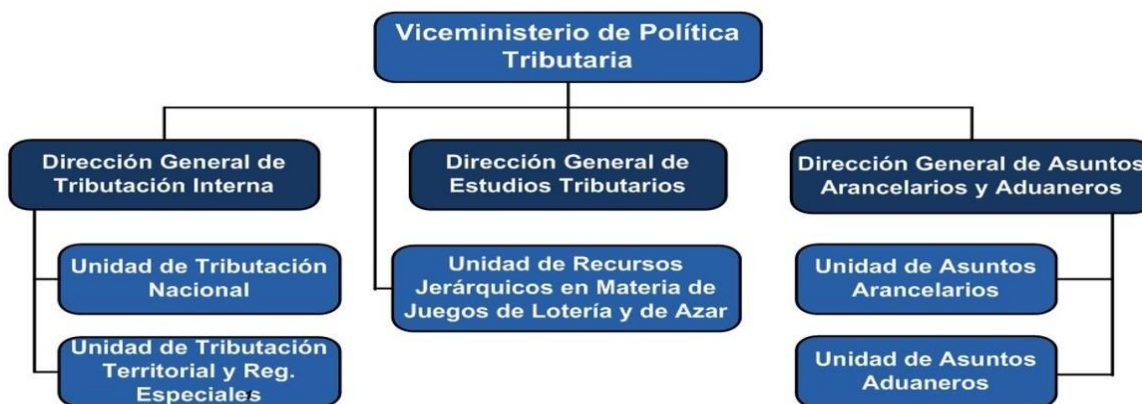 Viceministerio de Política
Tributaria
Dirección General de
Tributación Interna
Dirección General de
Estudios Tributarios
Dirección General de Asuntos
Arancelarios y Aduaneros
Unidad de Tributación
Nacional
Unidad de Recursos
Jerárquicos en Materia de
Juegos de Lotería y de Azar
Unidad de Asuntos
Arancelarios
Unidad de Tributación
Territorial y Reg.
Especiales
Unidad de Asuntos
Aduaneros